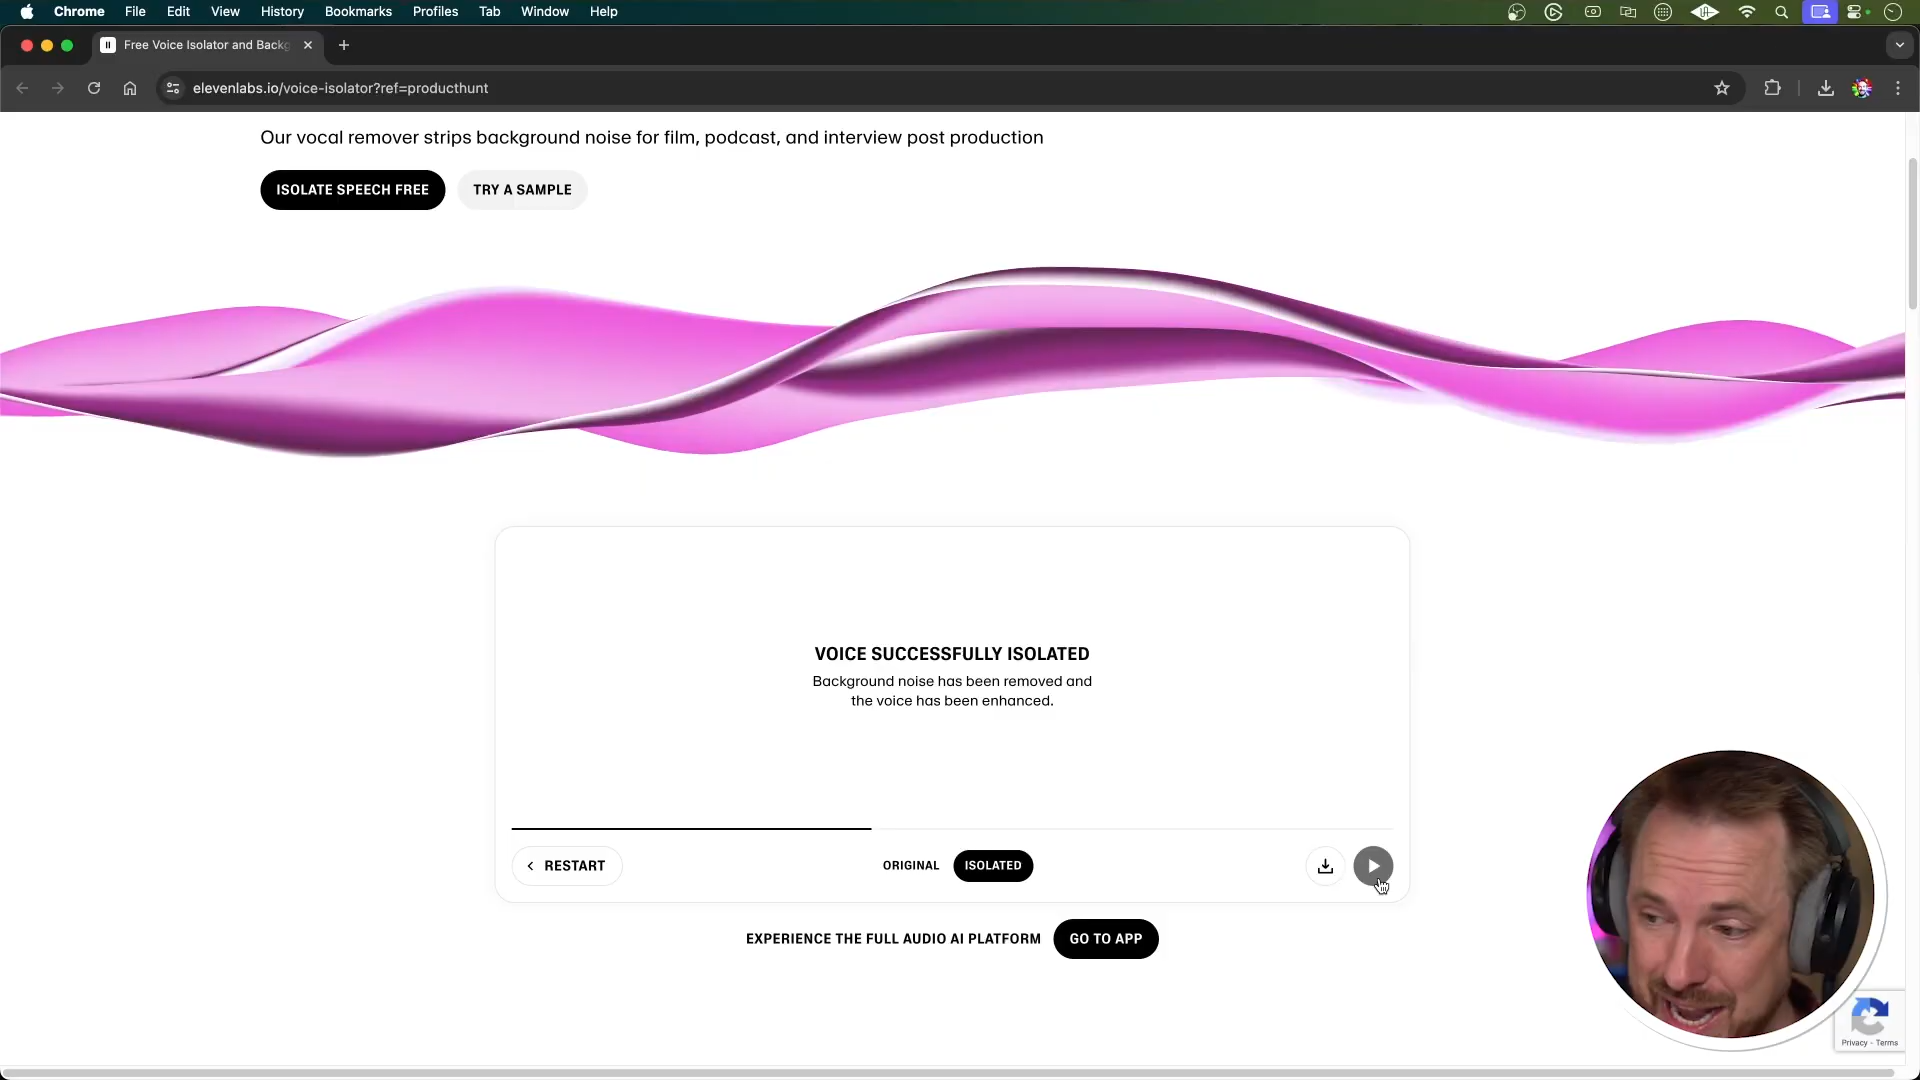 Chrome File Edit View History Bookmarks Profiles Tab Window Help
Free Voice Isolator and Backg
elevenlabs.io/voice-isolator?ref=producthunt
Our vocal remover strips background noise for film, podcast, and interview post production
ISOLATE SPEECH FREE TRY A SAMPLE
VOICE SUCCESSFULLY ISOLATED
Background noise has been removed and
the voice has been enhanced.
RESTART ORIGINAL ISOLATED
EXPERIENCE THE FULL AUDIO AI PLATFORM GO TO APP
Privacy - Terms